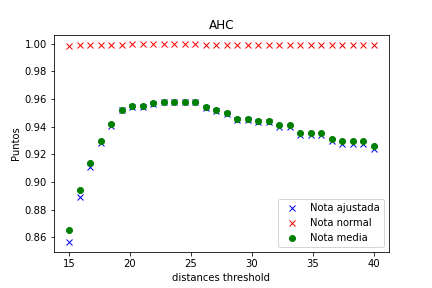 AHC
1.00
0.98
0.96
0.94
0.92
0.90
0.88
0.86
Puntos
Nota ajustada
Nota normal
Nota media
15
20
25
30
35
40
distances threshold